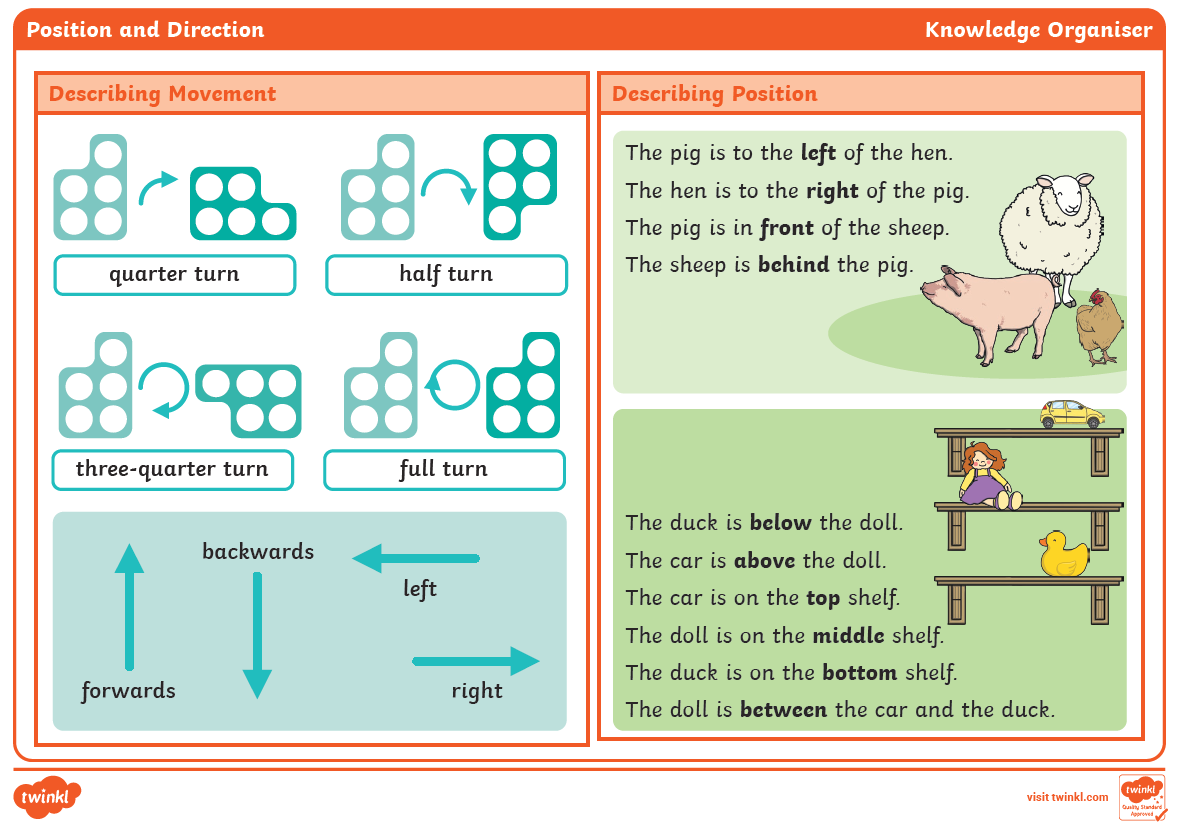 Position and Direction
Knowledge Organiser
Describing Movement
quarter turn
half turn
three-quarter turn
full turn
backwards
left
forwards
right
Describing Position
The pig is to the left of the hen.
The hen is to the right of the pig.
The pig is in front of the sheep.
The sheep is behind the pig.
The duck is below the doll.
The car is above the doll.
The car is on the top shelf.
The doll is on the middle shelf.
The duck is on the bottom shelf.
The doll is between the car and the duck.
twinkl
visit twinkl.com
twinkl
Quality Standard
Approved